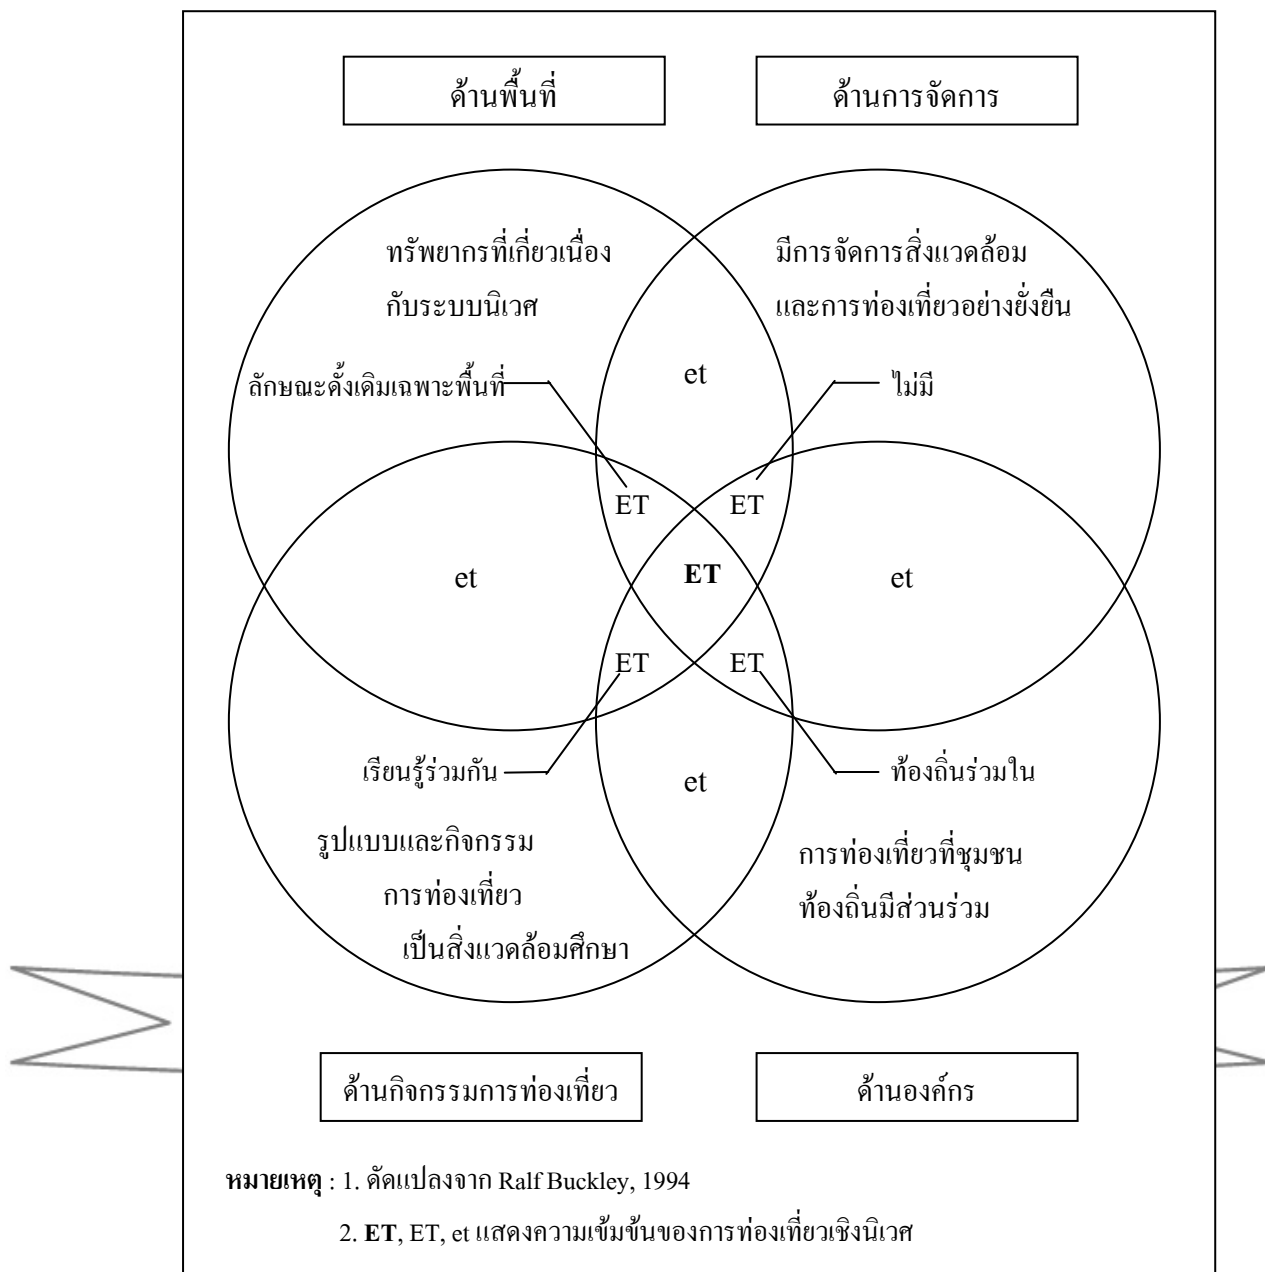 ด้านพื้นที่
ด้านการจัดการ
ทรัพยากรที่เกี่ยวเนื่อง
กับระบบนิเวศ
มีการจัดการสิ่งแวดล้อม
และการท่องเที่ยวอย่างยั่งยืน
ลักษณะดั้งเดิมเฉพาะพื้นที่
et
ไม่มี
ET
ET
et
ET
et
ET
ET
เรียนรู้ร่วมกัน
et
ท้องถิ่นร่วมใน
รูปแบบและกิจกรรม
การท่องเที่ยว
เป็นสิ่งแวดล้อมศึกษา
การท่องเที่ยวที่ชุมชน
ท้องถิ่นมีส่วนร่วม
ด้านกิจกรรมการท่องเที่ยว
ด้านองค์กร
หมายเหตุ : 1. ดัดแปลงจาก Ralf Buckley, 1994
2. ET, ET, et แสดงความเข้มข้นของการท่องเที่ยวเชิงนิเวศ